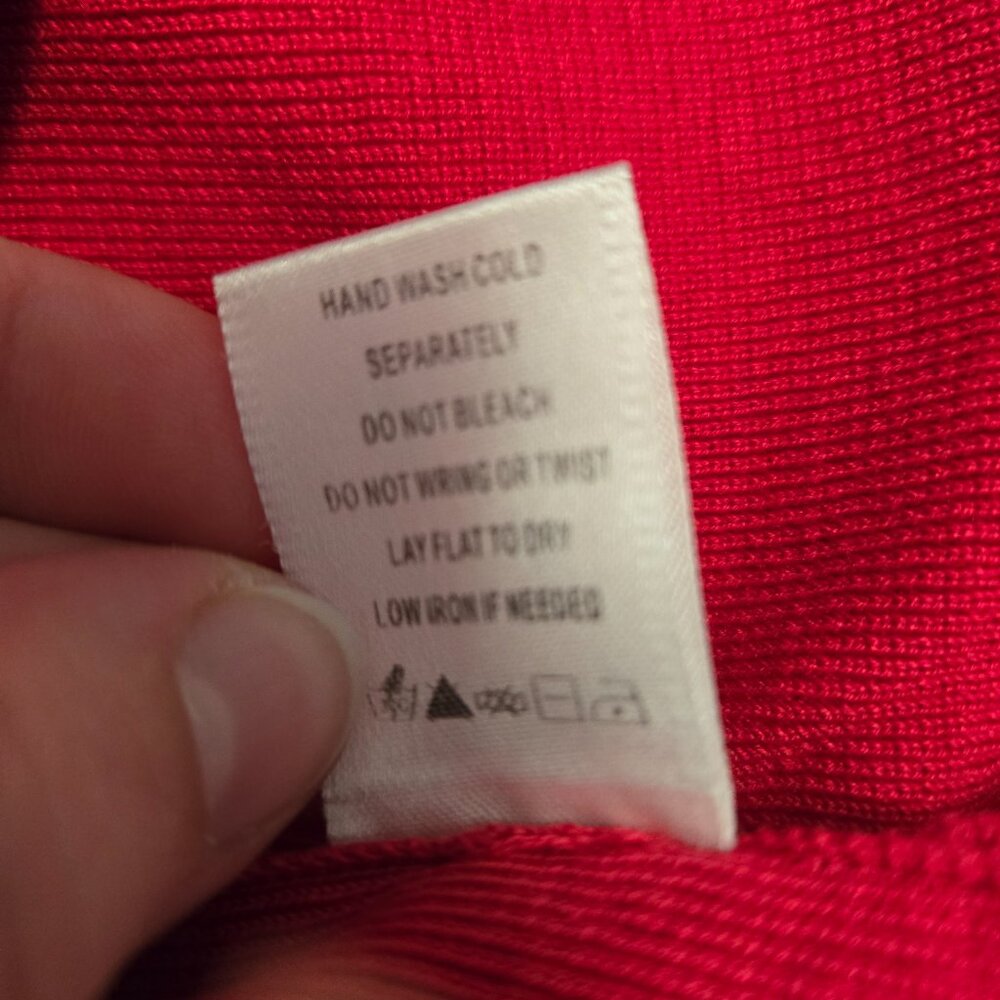 HAND WASH COLD
SEPARATELY
DO NOT BLEACH
DO NOT WRING OR TWIST
LAY FLAT TO DRY
LOW IRON IF NEEDED